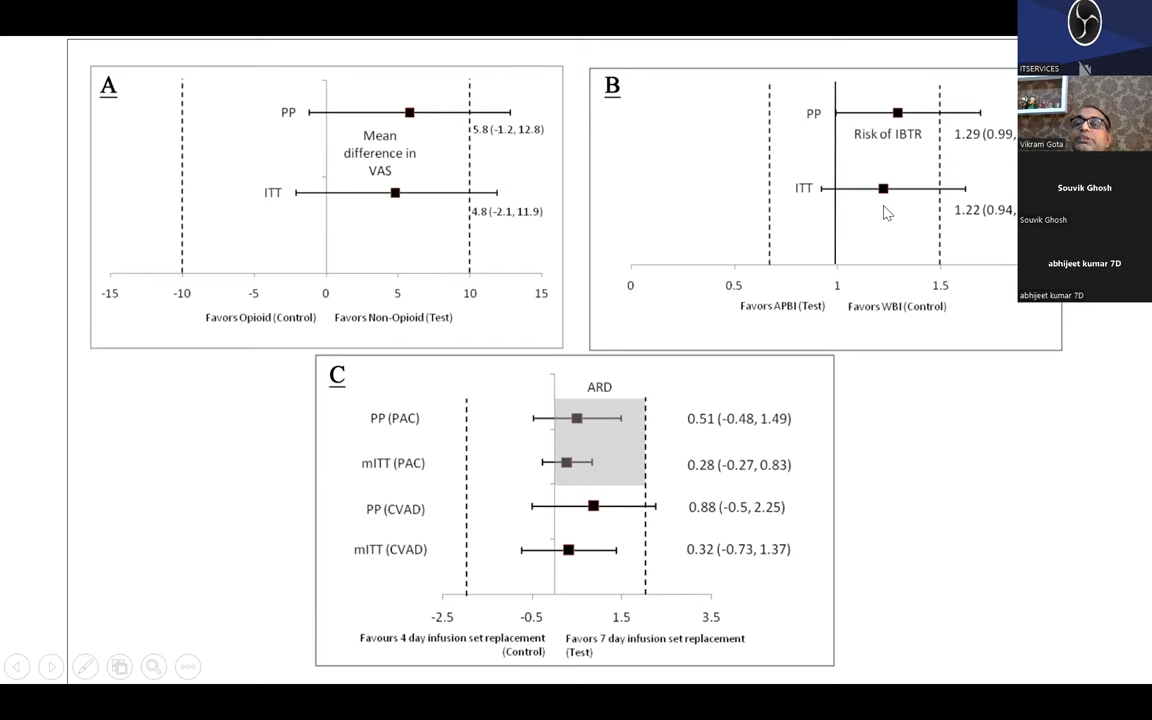 A
PP
5.8 (-1.2, 12.8)
Mean
difference in
VAS
ITT
4.8 (-2.1, 11.9)
-15 -10 -5 0 5 10 15
Favors Opioid (Control) Favors Non-Opioid (Test)
B
PP
Risk of IBTR 1.29 (0.99,
ITT
1.22 (0.94,
0 0.5 1 1.5
Favors APBI (Test) Favors WBI (Control)
C
ARD
PP (PAC) 0.51 (-0.48, 1.49)
mITT (PAC) 0.28 (-0.27, 0.83)
PP (CVAD) 0.88 (-0.5, 2.25)
mITT (CVAD) 0.32 (-0.73, 1.37)
-2.5 -0.5 1.5 3.5
Favours 4 day infusion set replacement
(Control)
Favors 7 day infusion set replacement
(Test)
ITSERVICES
Vikram Gota
Souvik Ghosh
Souvik Ghosh
abhijeet kumar 7D
abhijeet kumar 7D